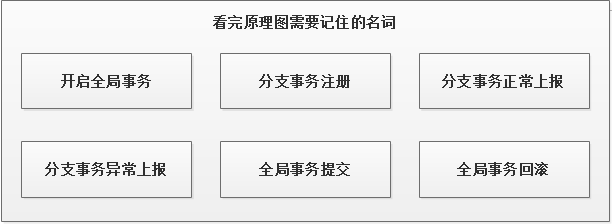 看完原理图需要记住的名词
开启全局事务
分支事务注册
分支事务正常上报
分支事务异常上报
全局事务提交
全局事务回滚